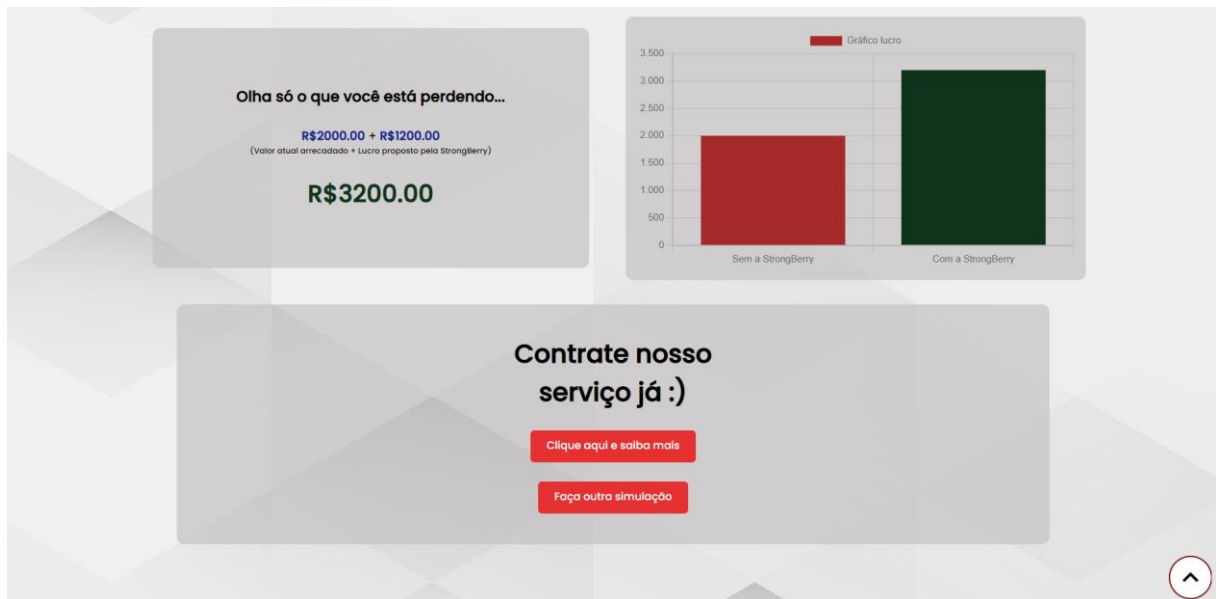 Olha só o que você está perdendo...
R$2000.00 + R$1200.00
(Valor atual arrecadado + Lucro proposto pela StrongBerry)
R$3200.00
Gráfico lucro
3.500
3.000
2.500
2.000
1.500
1.000
500
0
Sem a StrongBerry
Com a StrongBerry
Contrate nosso
serviço já :)
Clique aqui e saiba mais
Faça outra simulação